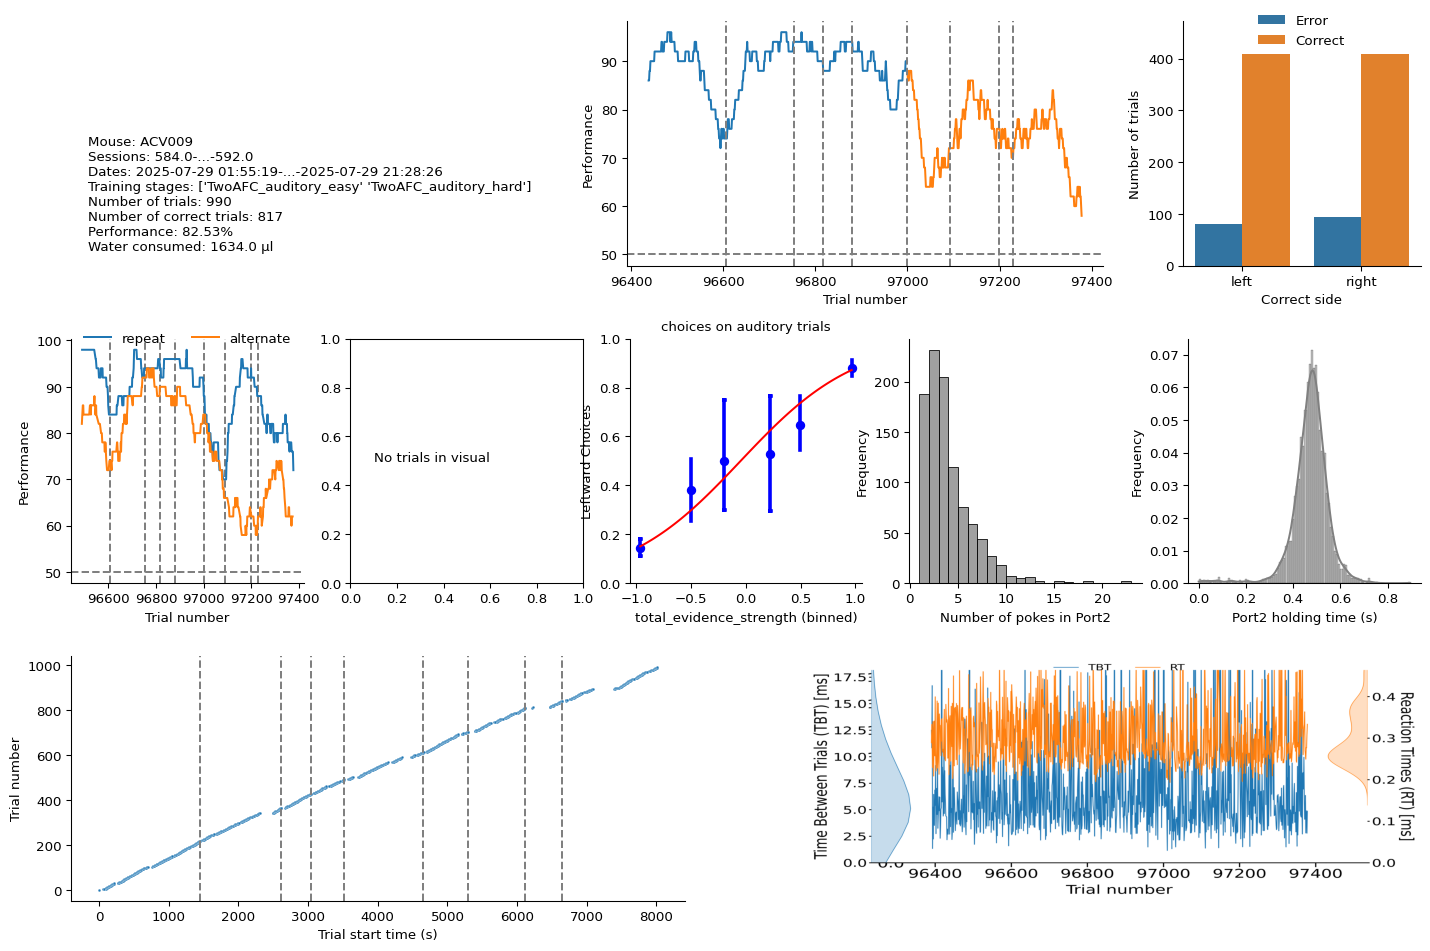 Mouse: ACV009
Sessions: 584.0-...-592.0
Dates: 2025-07-29 01:55:19-...-2025-07-29 21:28:26
Training stages: ['TwoAFC_auditory_easy' 'TwoAFC_auditory_hard']
Number of trials: 990
Number of correct trials: 817
Performance: 82.53%
Water consumed: 1634.0 µl
Performance
90
80
70
60
50
96400 96600 96800 97000 97200 97400
Trial number
Error
Correct
Number of trials
400
300
200
100
0
left right
Correct side
repeat alternate
Performance
100
90
80
70
60
50
96600 96800 97000 97200 97400
Trial number
1.0
0.8
0.6
0.4
0.2
0.0
No trials in visual
0.0 0.2 0.4 0.6 0.8 1.0
choices on auditory trials
Leftward Choices
1.0
0.8
0.6
0.4
0.2
0.0
−1.0 −0.5 0.0 0.5 1.0
total_evidence_strength (binned)
Frequency
200
150
100
50
0
0 5 10 15 20
Number of pokes in Port2
Frequency
0.07
0.06
0.05
0.04
0.03
0.02
0.01
0.00
0.0 0.2 0.4 0.6 0.8
Port2 holding time (s)
Trial number
1000
800
600
400
200
0
0 1000 2000 3000 4000 5000 6000 7000 8000
Trial start time (s)
TBT RT
Time Between Trials (TBT) [ms]
17.5
15.0
12.5
10.0
7.5
5.0
2.5
0.0
0.0
96400 96600 96800 97000 97200 97400
Trial number
0.4
0.3
0.2
0.1
0.0
Reaction Times (RT) [ms]